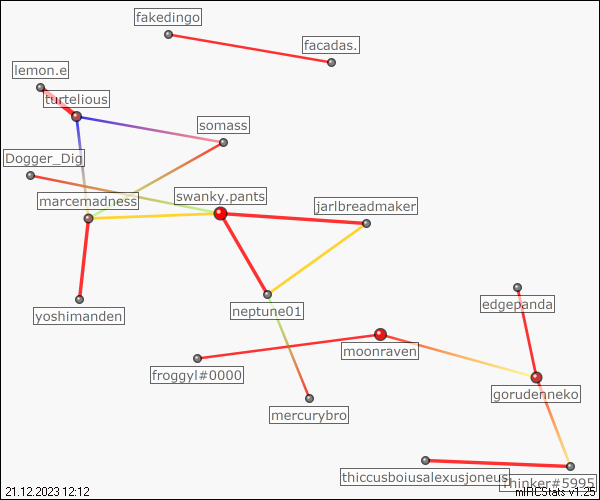 fakedingo
facadas.
lemon.e
turtelious
somass
Dogger_Dig
swanky.pants
marcemadness
jarlbreadmaker
neptune01
yoshimanden
edgepanda
moonraven
froggyl#0000
gorudenneko
mercurybro
thiccusboiusalexusjoneus
Thinker#5995
21.12.2023 12:12
mIRCStats v1.25